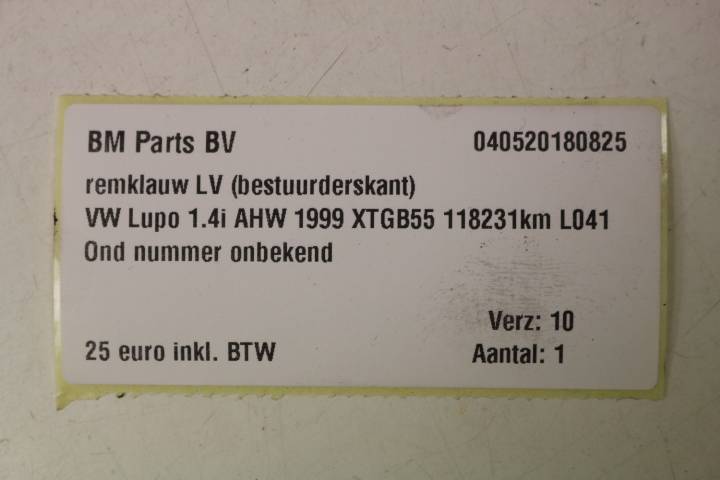 BM Parts BV 040520180825
remklauw LV (bestuurderskant)
VW Lupo 1.4i AHW 1999 XTGB55 118231km L041
Ond nummer onbekend
Verz: 10
25 euro inkl. BTW Aantal: 1